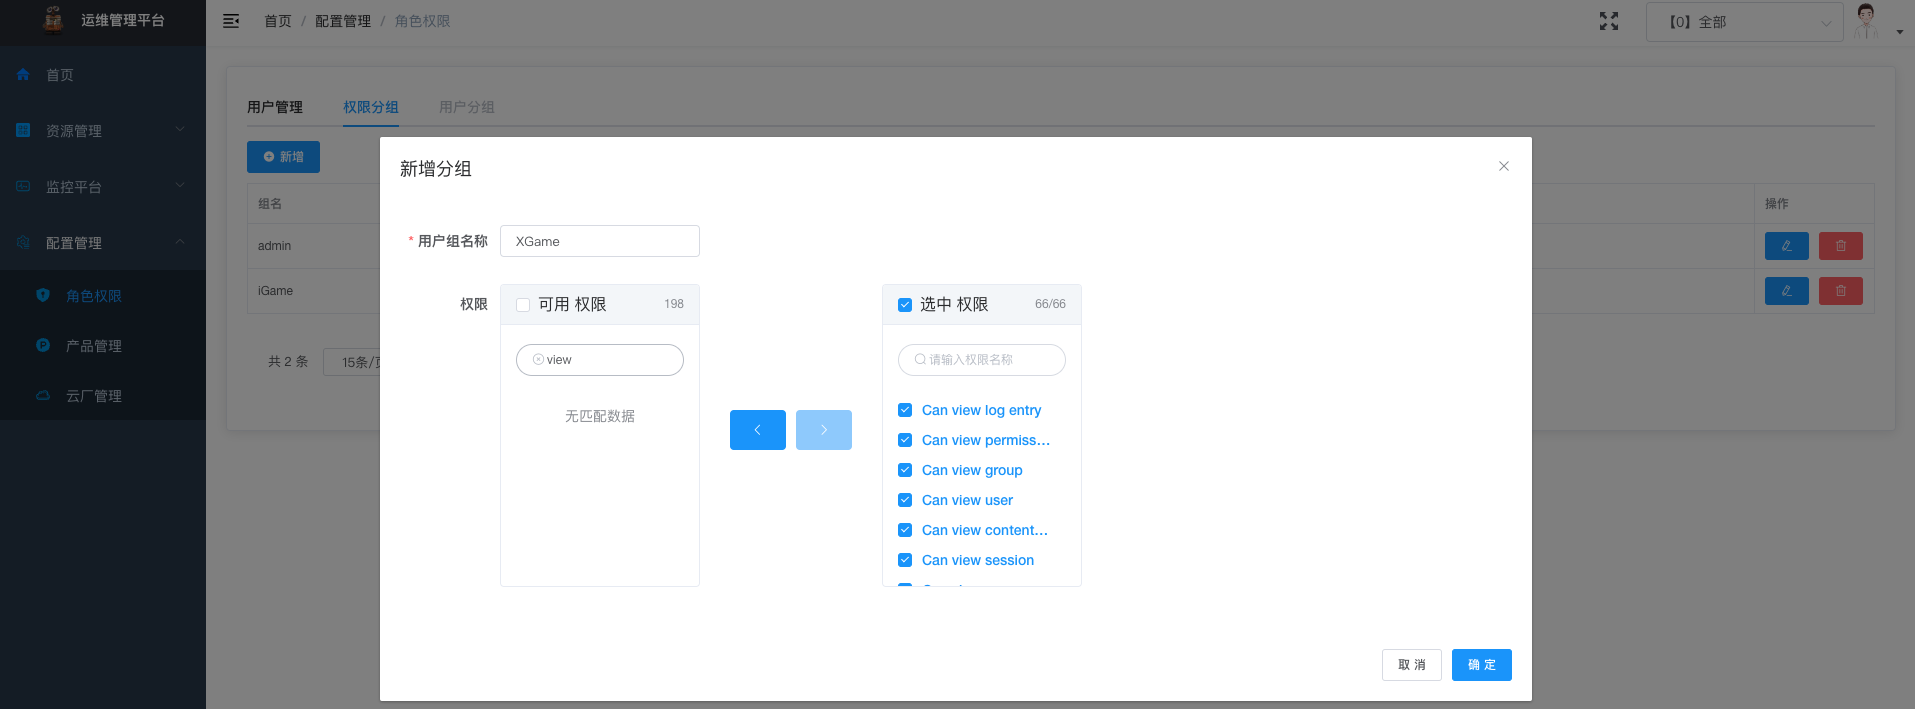 运维管理平台
首页 / 配置管理 / 角色权限
【0】全部
首页
资源管理
监控平台
配置管理
角色权限
产品管理
云厂管理
用户管理
权限分组
用户分组
新增
组名
操作
admin
iGame
共 2 条
15条/页
新增分组
* 用户组名称
XGame
权限
可用 权限
198
view
无匹配数据
选中 权限
66/66
请输入权限名称
Can view log entry
Can view permiss...
Can view group
Can view user
Can view content...
Can view session
取 消
确 定